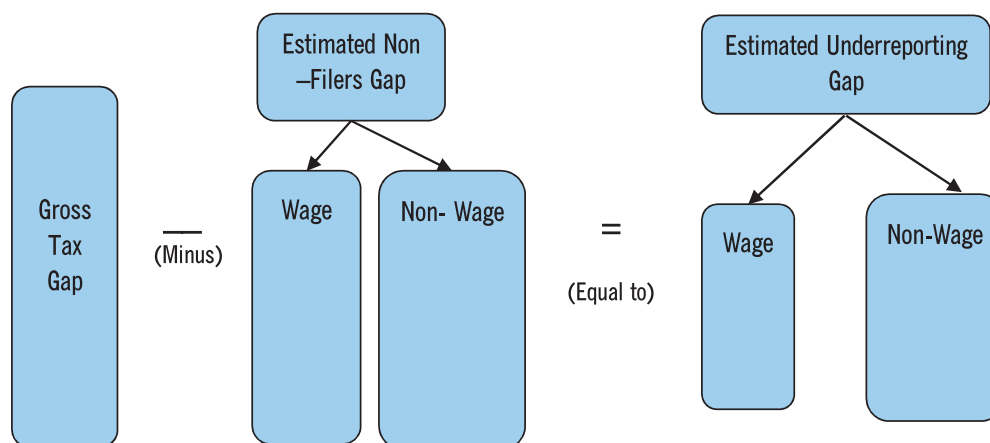 Gross
Tax
Gap
—
(Minus)
Estimated Non
–Filers Gap
Wage
Non- Wage
=
(Equal to)
Estimated Underreporting
Gap
Wage
Non-Wage